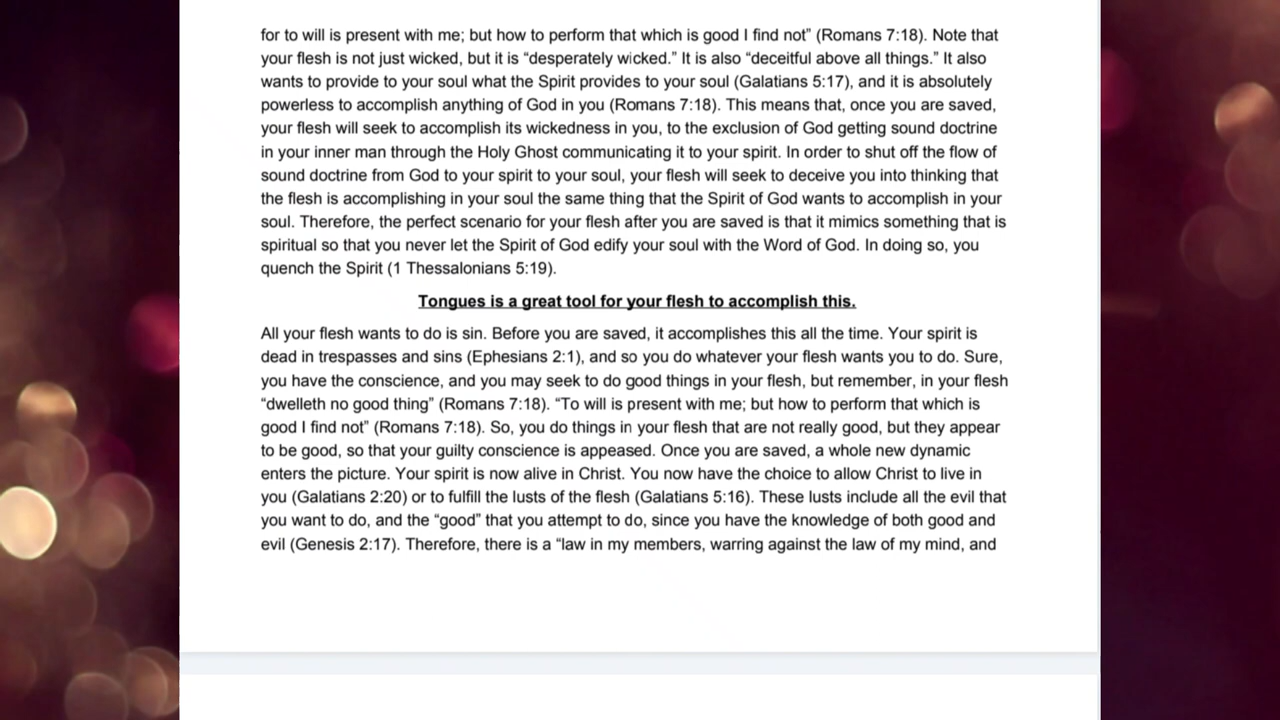 for to will is present with me; but how to perform that which is good I find not” (Romans 7:18). Note that
your flesh is not just wicked, but it is “desperately wicked.” It is also “deceitful above all things.” It also
wants to provide to your soul what the Spirit provides to your soul (Galatians 5:17), and it is absolutely
powerless to accomplish anything of God in you (Romans 7:18). This means that, once you are saved,
your flesh will seek to accomplish its wickedness in you, to the exclusion of God getting sound doctrine
in your inner man through the Holy Ghost communicating it to your spirit. In order to shut off the flow of
sound doctrine from God to your spirit to your soul, your flesh will seek to deceive you into thinking that
the flesh is accomplishing in your soul the same thing that the Spirit of God wants to accomplish in your
soul. Therefore, the perfect scenario for your flesh after you are saved is that it mimics something that is
spiritual so that you never let the Spirit of God edify your soul with the Word of God. In doing so, you
quench the Spirit (1 Thessalonians 5:19).
Tongues is a great tool for your flesh to accomplish this.
All your flesh wants to do is sin. Before you are saved, it accomplishes this all the time. Your spirit is
dead in trespasses and sins (Ephesians 2:1), and so you do whatever your flesh wants you to do. Sure,
you have the conscience, and you may seek to do good things in your flesh, but remember, in your flesh
“dwelleth no good thing” (Romans 7:18). “To will is present with me; but how to perform that which is
good I find not” (Romans 7:18). So, you do things in your flesh that are not really good, but they appear
to be good, so that your guilty conscience is appeased. Once you are saved, a whole new dynamic
enters the picture. Your spirit is now alive in Christ. You now have the choice to allow Christ to live in
you (Galatians 2:20) or to fulfill the lusts of the flesh (Galatians 5:16). These lusts include all the evil that
you want to do, and the “good” that you attempt to do, since you have the knowledge of both good and
evil (Genesis 2:17). Therefore, there is a “law in my members, warring against the law of my mind, and